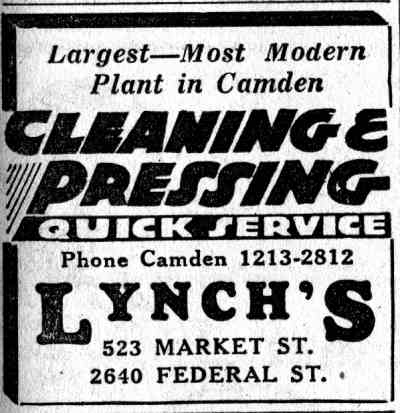 Largest—Most Modern
Plant in Camden
CLEANING &
PRESSING
QUICK SERVICE
Phone Camden 1213-2812
LYNCH'S
523 MARKET ST.
2640 FEDERAL ST.